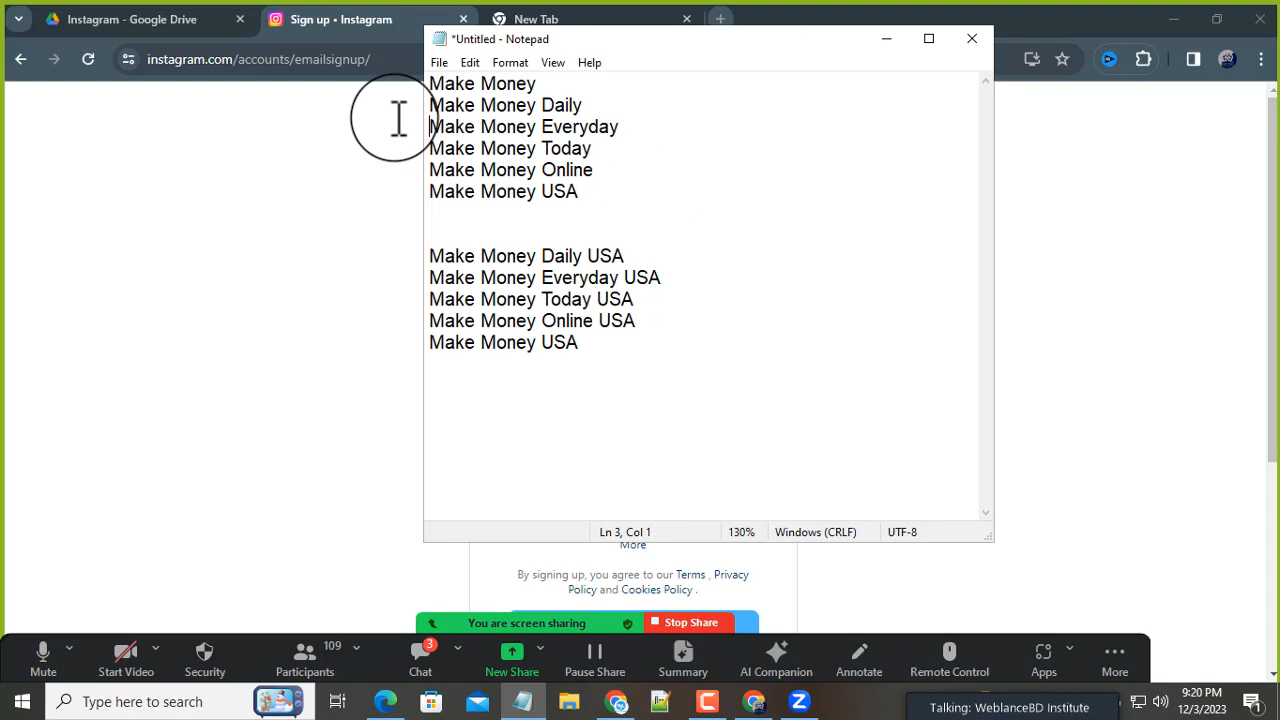 Instagram - Google Drive
Sign up • Instagram
New Tab
instagram.com/accounts/emailsignup/
*Untitled - Notepad
File Edit Format View Help
Make Money
Make Money Daily
Make Money Everyday
Make Money Today
Make Money Online
Make Money USA
Make Money Daily USA
Make Money Everyday USA
Make Money Today USA
Make Money Online USA
Make Money USA
Ln 3, Col 1 130% Windows (CRLF) UTF-8
More
By signing up, you agree to our Terms , Privacy
Policy and Cookies Policy .
You are screen sharing Stop Share
109 3
Mute Start Video Security Participants Chat New Share Pause Share Summary AI Companion Annotate Remote Control Apps More
Type here to search
9:20 PM
12/3/2023
1
Talking: WeblanceBD Institute